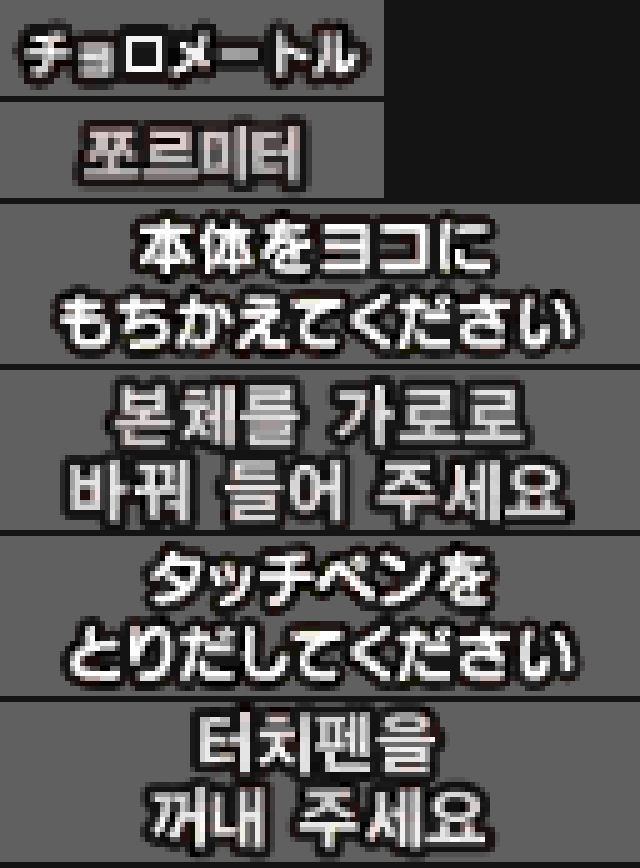 チョロメートル
쪼르미터
本体をヨコに
もちかえてください
본체를 가로로
바꿔 들어 주세요
タッチペンを
とりだしてください
터치펜을
꺼내 주세요